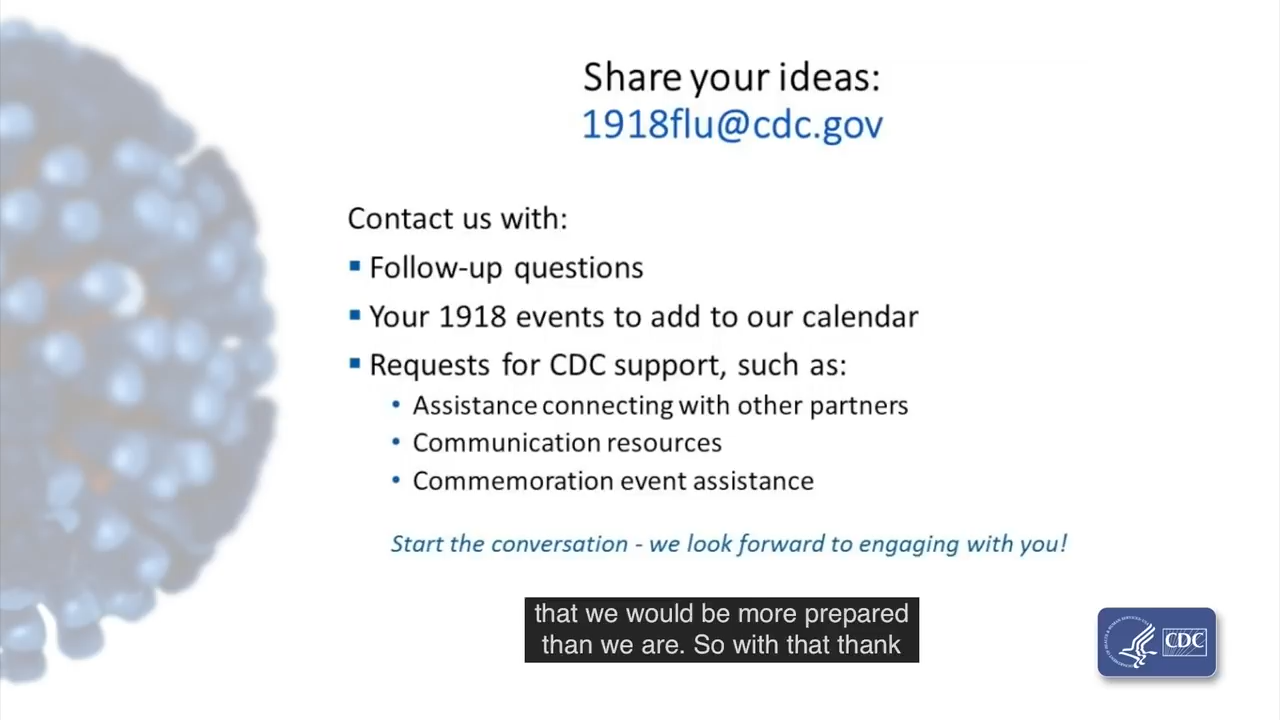 Share your ideas:
1918flu@cdc.gov
Contact us with:
▪ Follow-up questions
▪ Your 1918 events to add to our calendar
▪ Requests for CDC support, such as:
• Assistance connecting with other partners
• Communication resources
• Commemoration event assistance
Start the conversation - we look forward to engaging with you!
that we would be more prepared
than we are. So with that thank
CDC